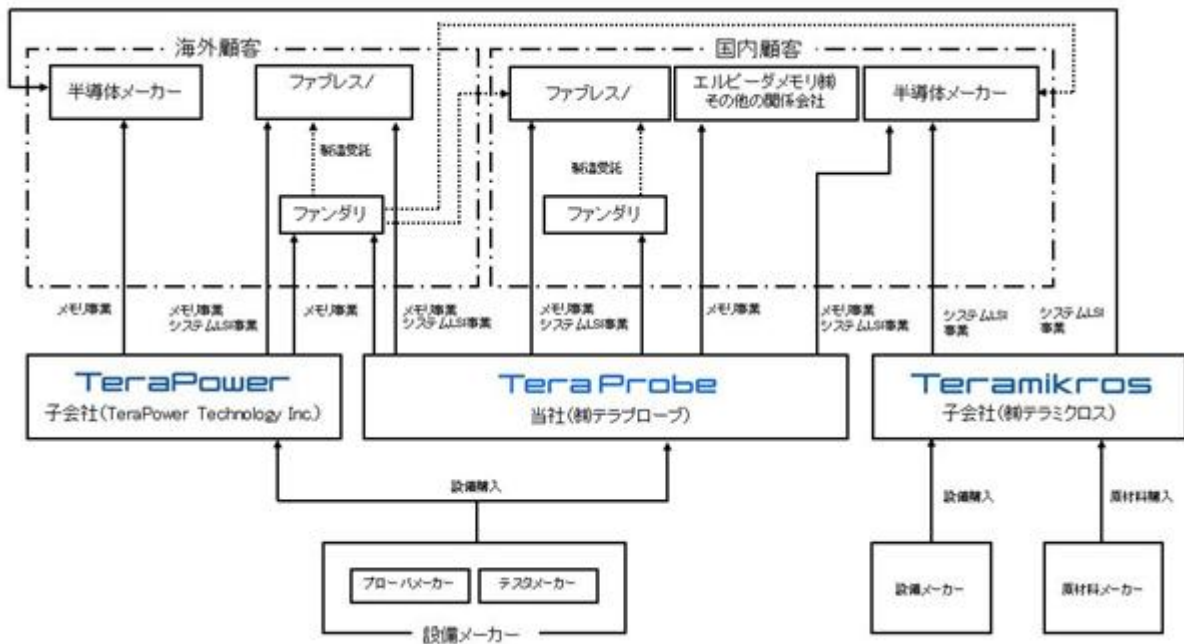 海外顧客
国内顧客
半導体メーカー
ファブレス/
ファブレス/
エルピーダメモリ㈱
その他の関係会社
半導体メーカー
製造受託
製造受託
ファンダリ
ファンダリ
メモリ事業
メモリ事業
システムLSI事業
メモリ事業
メモリ事業
システムLSI事業
メモリ事業
システムLSI事業
メモリ事業
メモリ事業
システムLSI事業
システムLSI
事業
システムLSI
事業
TeraPower
子会社(TeraPower Technology Inc.)
TeraProbe
当社(㈱テラプローブ)
Teramikros
子会社(㈱テラミクロス)
設備購入
設備購入
原材料購入
プローバメーカー
テスタメーカー
設備メーカー
設備メーカー
原材料メーカー